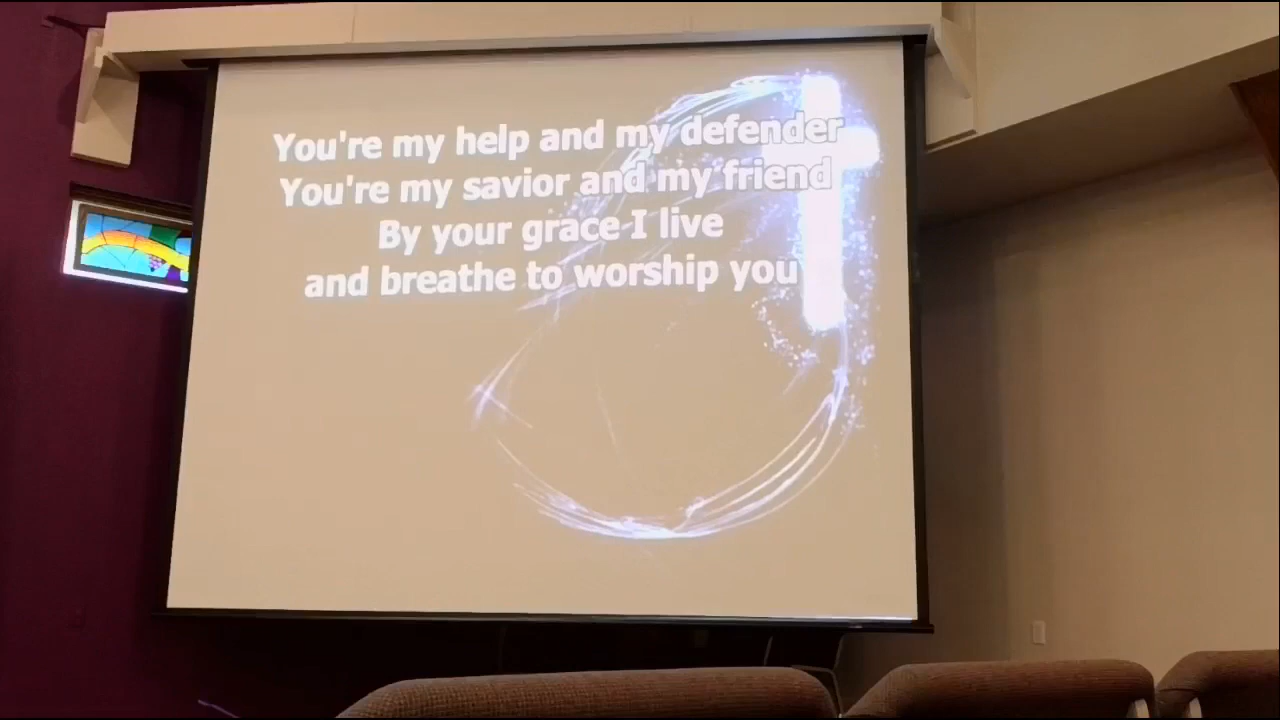 You're my help and my defender
You're my savior and my friend
By your grace I live
and breathe to worship you